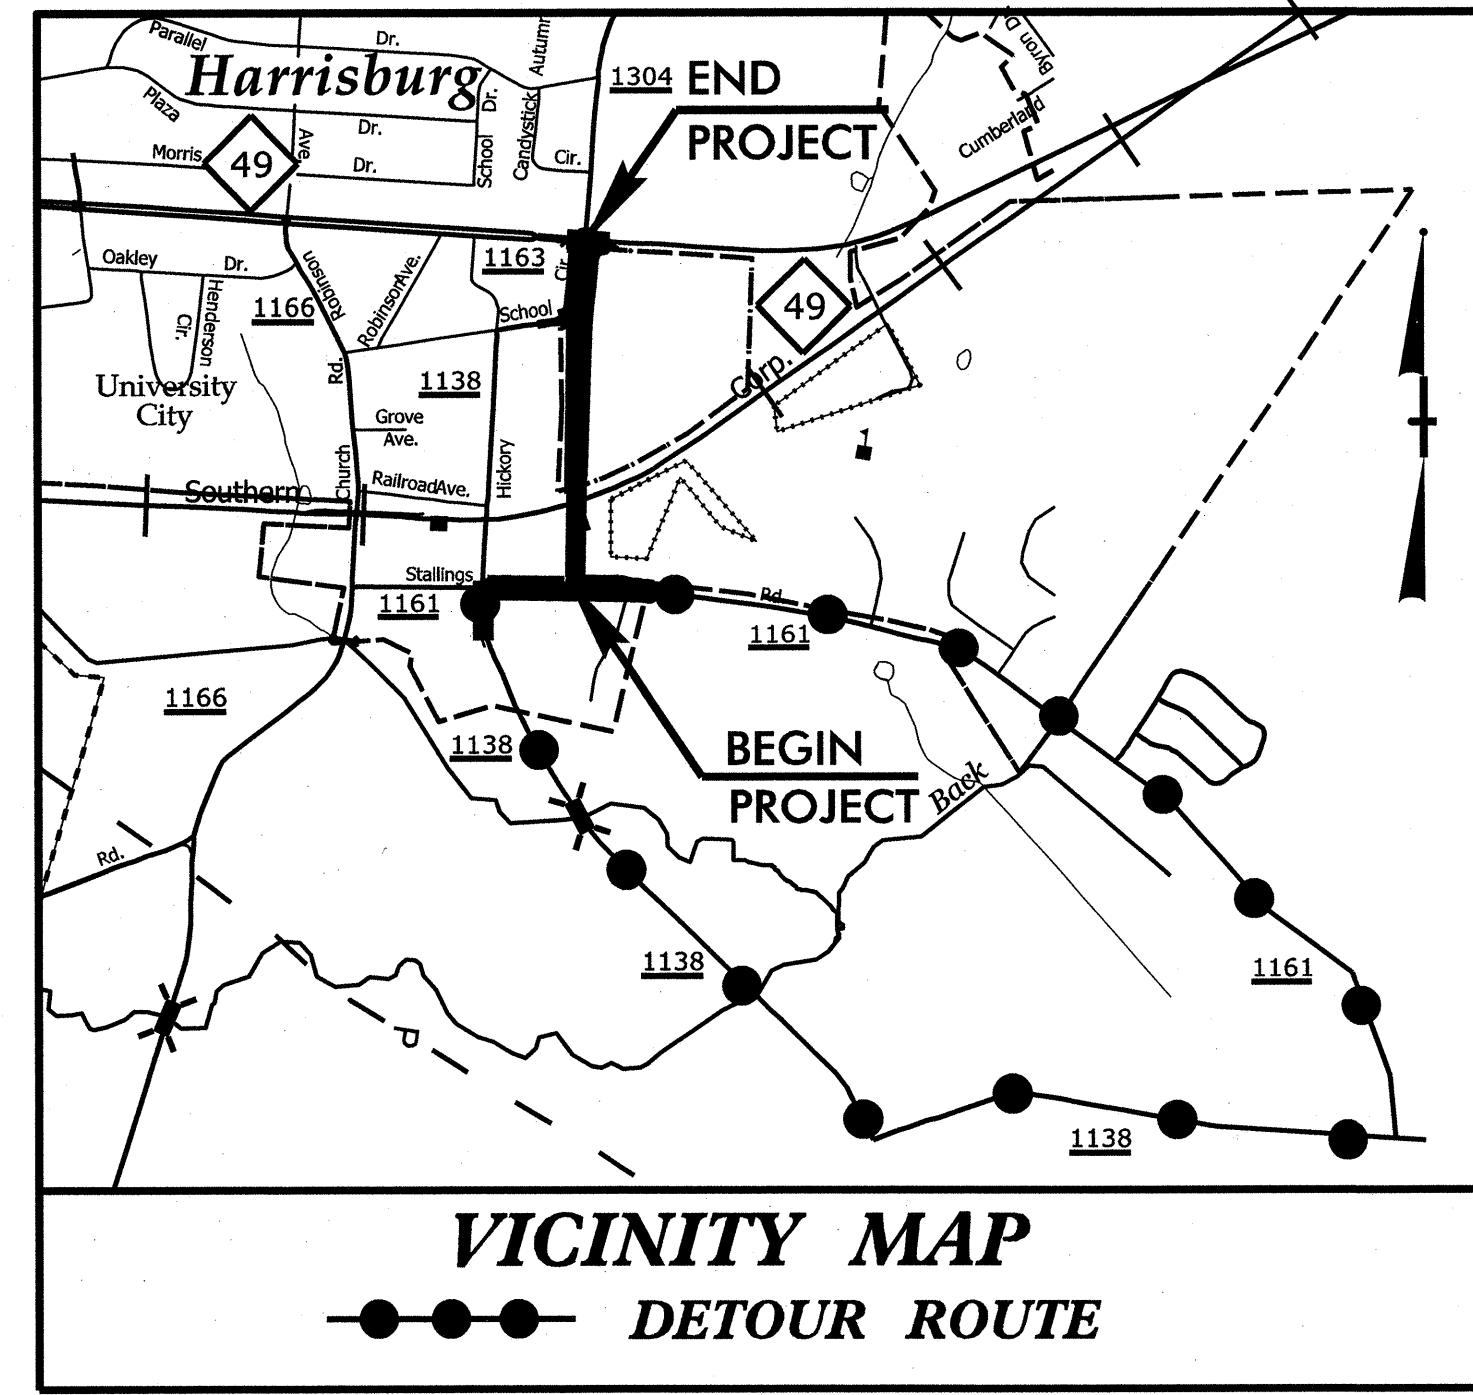 Parallel
Dr.
Autumn
Byron D
Harrisburg
1304
END
PROJECT
Plaza
Dr.
School
Dr.
Candystick
Cir.
Cumberland
Morris
49
Ave
Dr.
Oakley
Dr.
Robinson
Robinson Ave.
1163
Cir.
School
49
Henderson
Cir.
1166
Rd.
1138
Corp.
University
City
Grove
Ave.
Church
Railroad Ave.
Hickory
Southern
Stallings
1161
Rd.
1161
1166
1138
BEGIN
PROJECT
Back
Rd.
1138
1161
P
1138
VICINITY MAP
DETOUR ROUTE